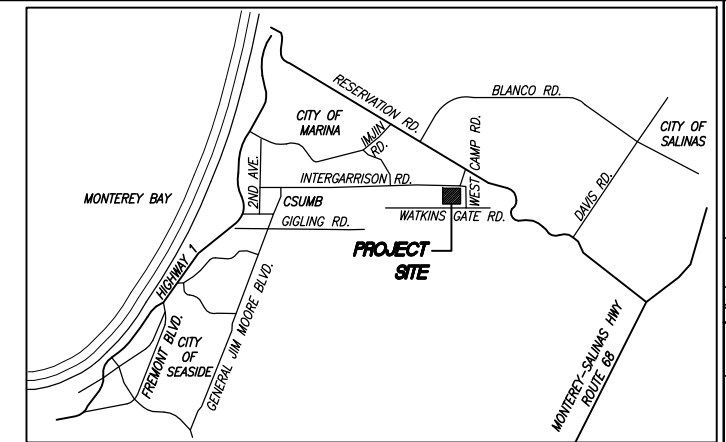 RESERVATION RD.
BLANCO RD.
CITY OF
MARINA
IMJIN
RD.
CITY OF
SALINAS
WEST CAMP RD.
2ND AVE.
INTERGARRISON RD.
DAVIS RD.
MONTEREY BAY
CSUMB
WATKINS GATE RD.
GIGLING RD.
PROJECT
SITE
HIGHWAY 1
GENERAL JIM MOORE BLVD.
FREMONT BLVD.
CITY
OF
SEASIDE
MONTEREY-SALINAS HWY
ROUTE 68